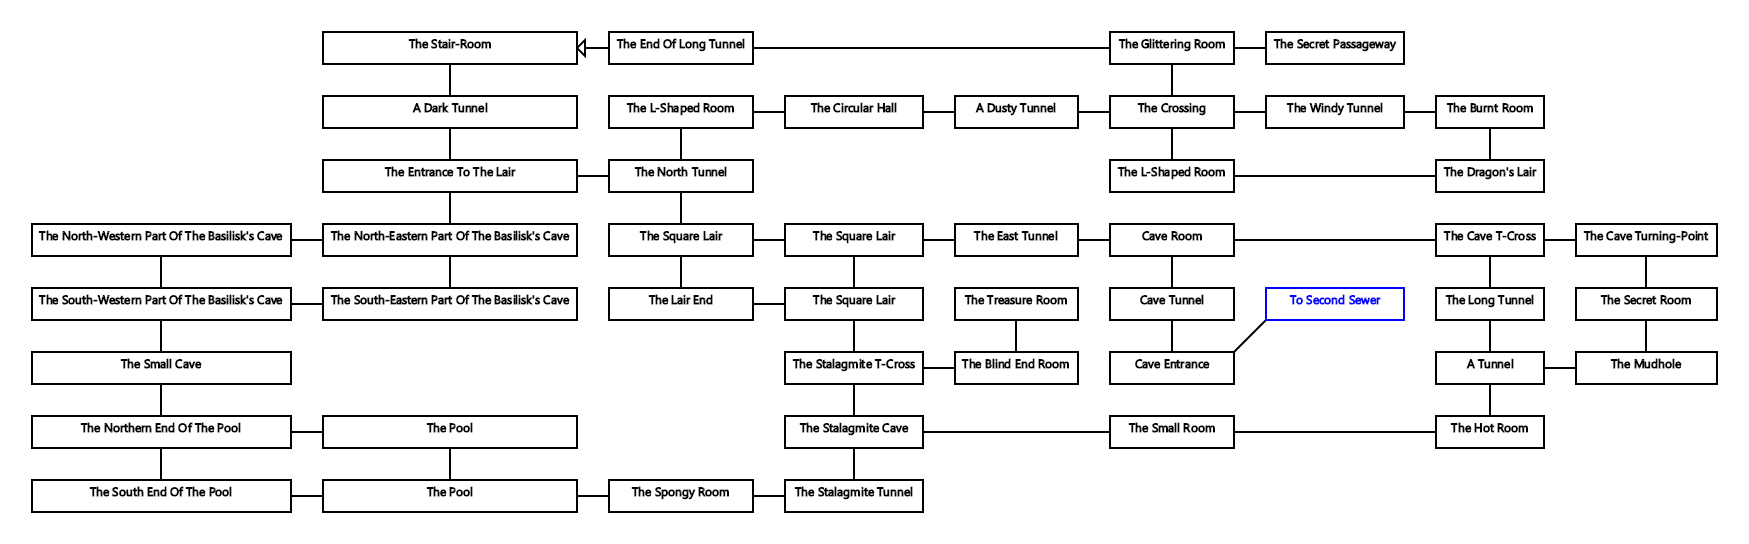 The Stair-Room
The End Of Long Tunnel
The Glittering Room
The Secret Passageway
A Dark Tunnel
The L-Shaped Room
The Circular Hall
A Dusty Tunnel
The Crossing
The Windy Tunnel
The Burnt Room
The Entrance To The Lair
The North Tunnel
The L-Shaped Room
The Dragon's Lair
The North-Western Part Of The Basilisk's Cave
The North-Eastern Part Of The Basilisk's Cave
The Square Lair
The Square Lair
The East Tunnel
Cave Room
The Cave T-Cross
The Cave Turning-Point
The South-Western Part Of The Basilisk's Cave
The South-Eastern Part Of The Basilisk's Cave
The Lair End
The Square Lair
The Treasure Room
Cave Tunnel
To Second Sewer
The Long Tunnel
The Secret Room
The Small Cave
The Stalagmite T-Cross
The Blind End Room
Cave Entrance
A Tunnel
The Mudhole
The Northern End Of The Pool
The Pool
The Stalagmite Cave
The Small Room
The Hot Room
The South End Of The Pool
The Pool
The Spongy Room
The Stalagmite Tunnel